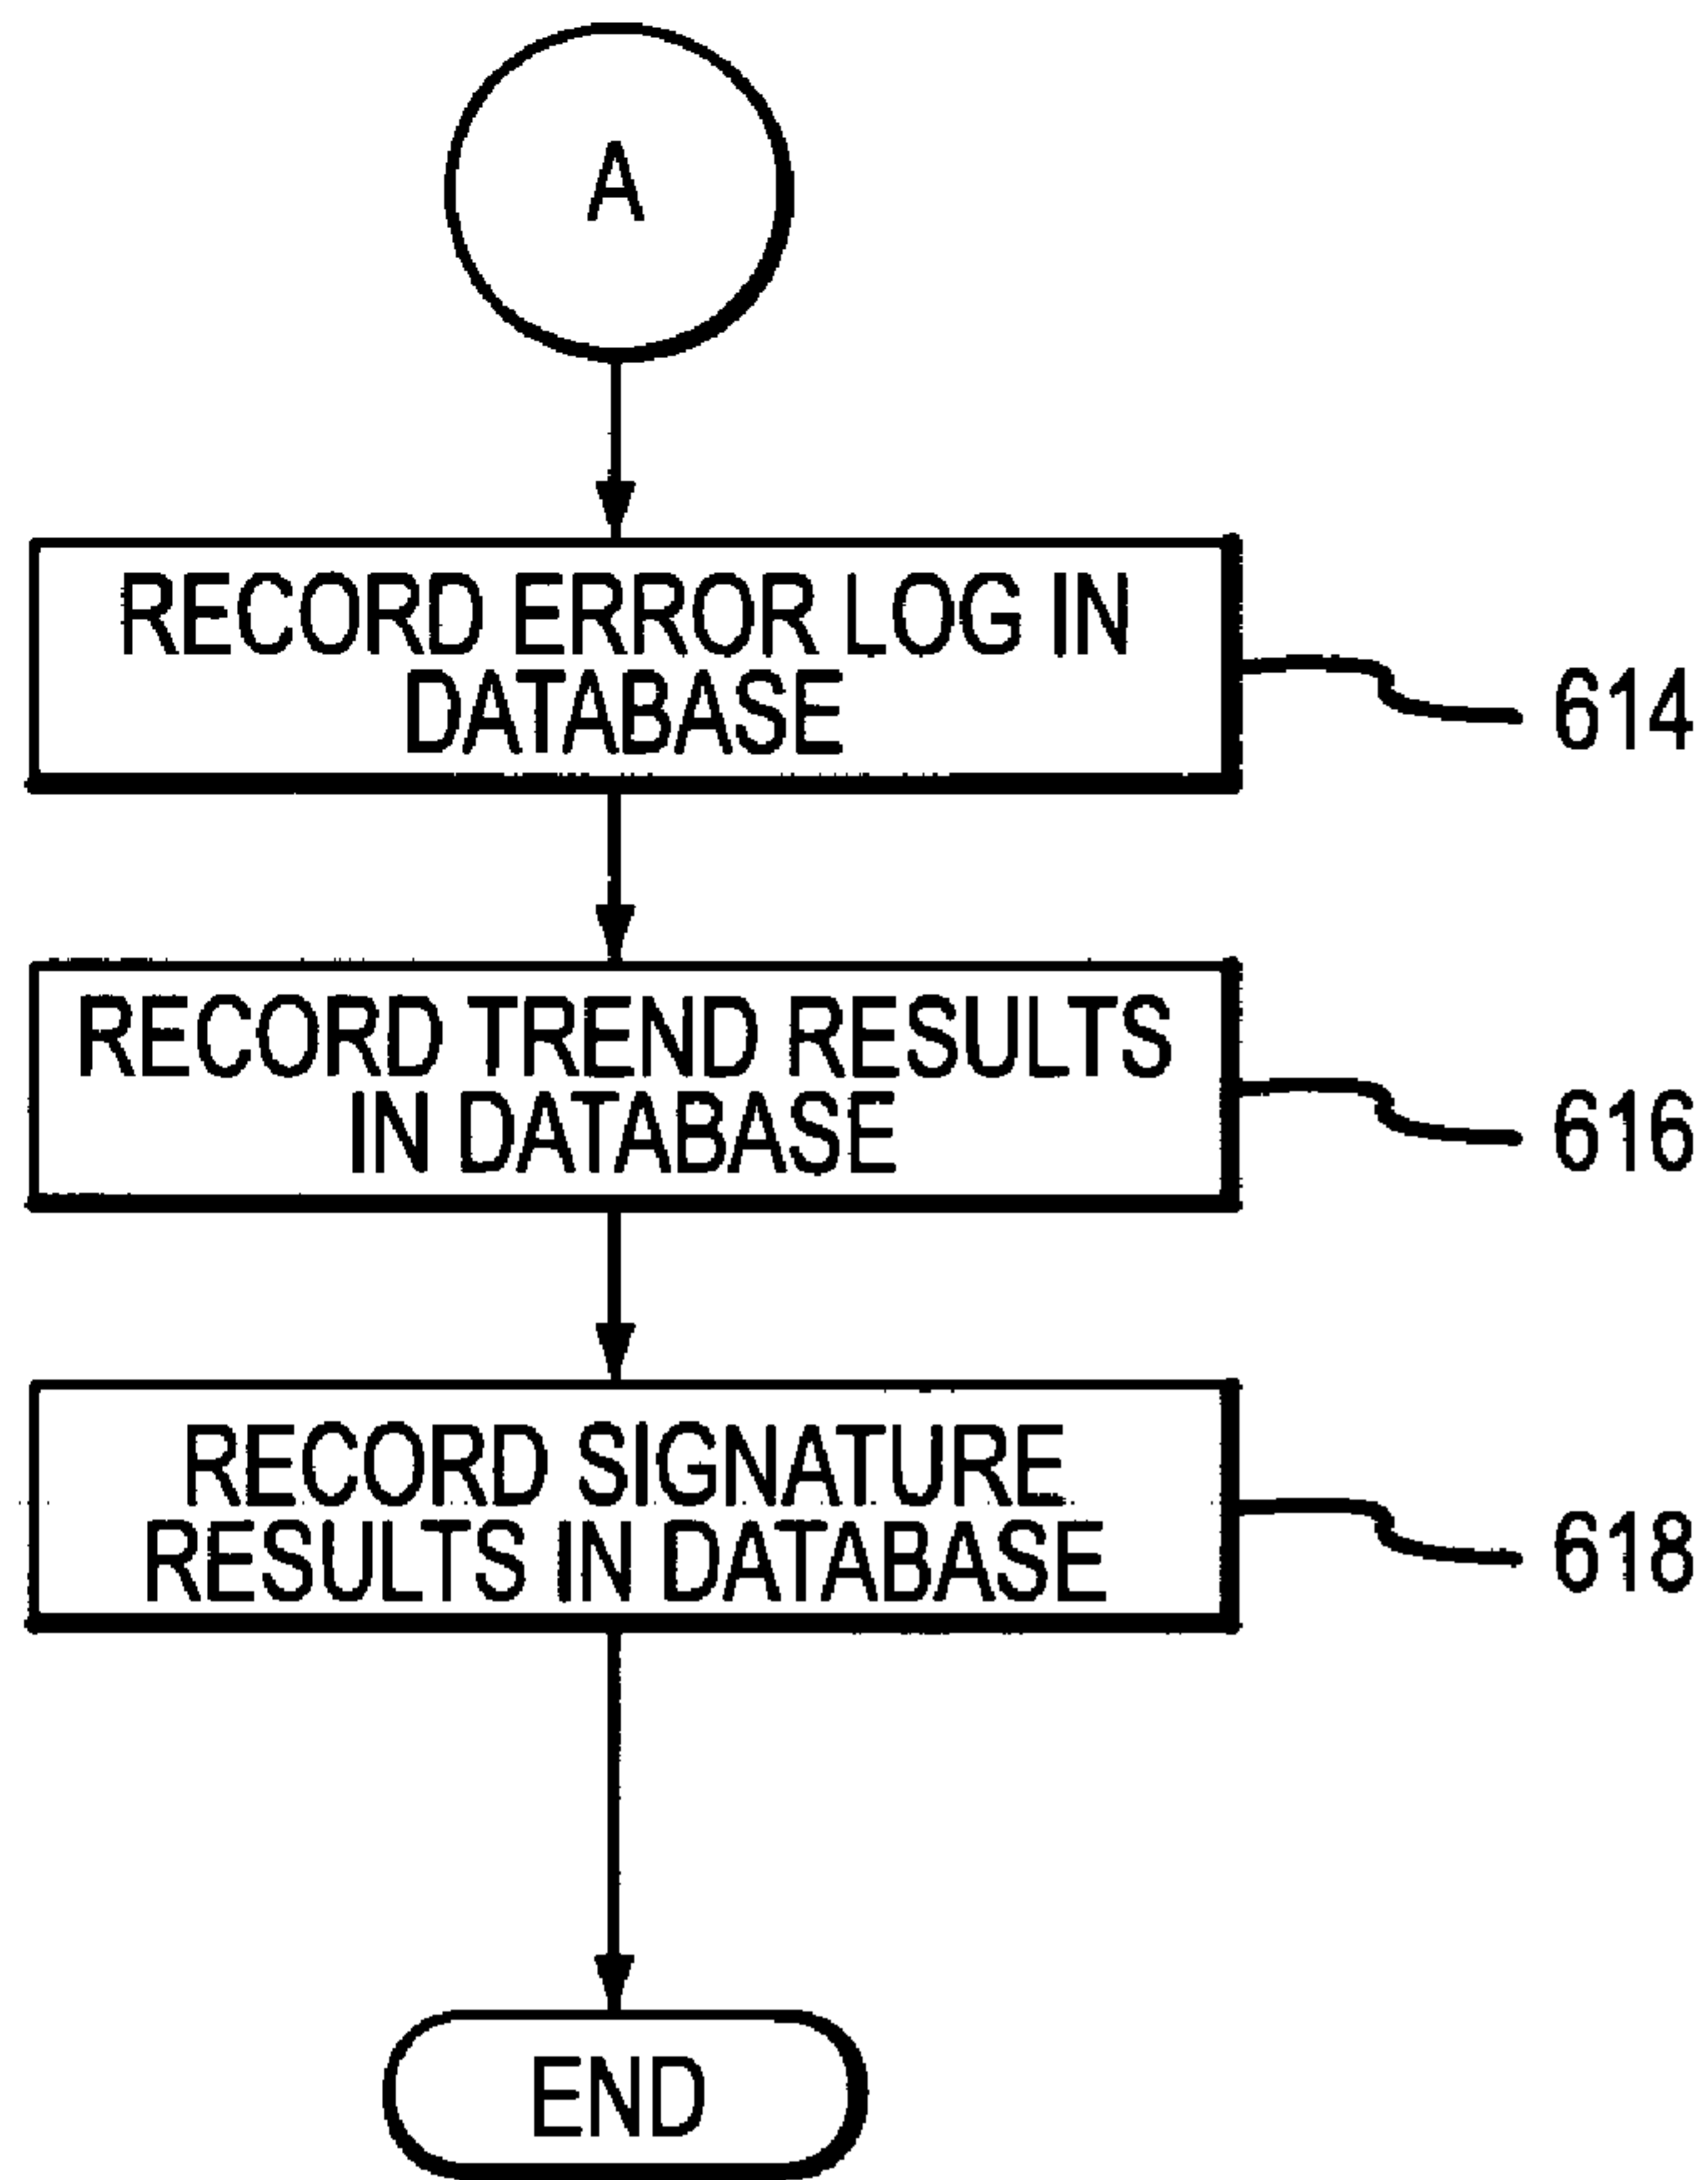 A
RECORD ERROR LOG IN
DATABASE
614
RECORD TREND RESULTS
IN DATABASE
616
RECORD SIGNATURE
RESULTS IN DATABASE
618
END